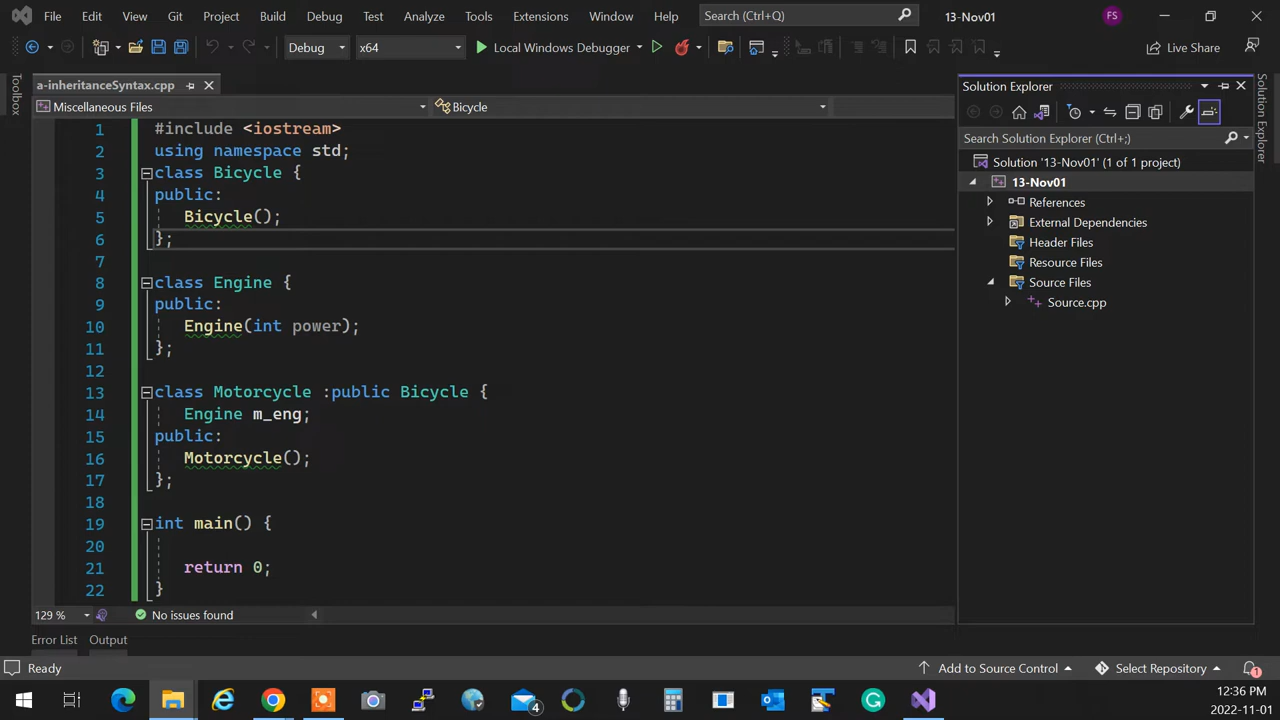 File Edit View Git Project Build Debug Test Analyze Tools Extensions Window Help Search (Ctrl+Q) 13-Nov01 FS
Debug x64 Local Windows Debugger Live Share
Toolbox
a-inheritanceSyntax.cpp
Miscellaneous Files Bicycle
1 #include <iostream>
2 using namespace std;
3 class Bicycle {
4 public:
5 Bicycle();
6 };
7
8 class Engine {
9 public:
10 Engine(int power);
11 };
12
13 class Motorcycle :public Bicycle {
14 Engine m_eng;
15 public:
16 Motorcycle();
17 };
18
19 int main() {
20
21 return 0;
22 }
129 % No issues found
Solution Explorer
Search Solution Explorer (Ctrl+;)
Solution '13-Nov01' (1 of 1 project)
13-Nov01
References
External Dependencies
Header Files
Resource Files
Source Files
Source.cpp
Solution Explorer
Error List Output
Ready Add to Source Control Select Repository 1
4
12:36 PM
2022-11-01